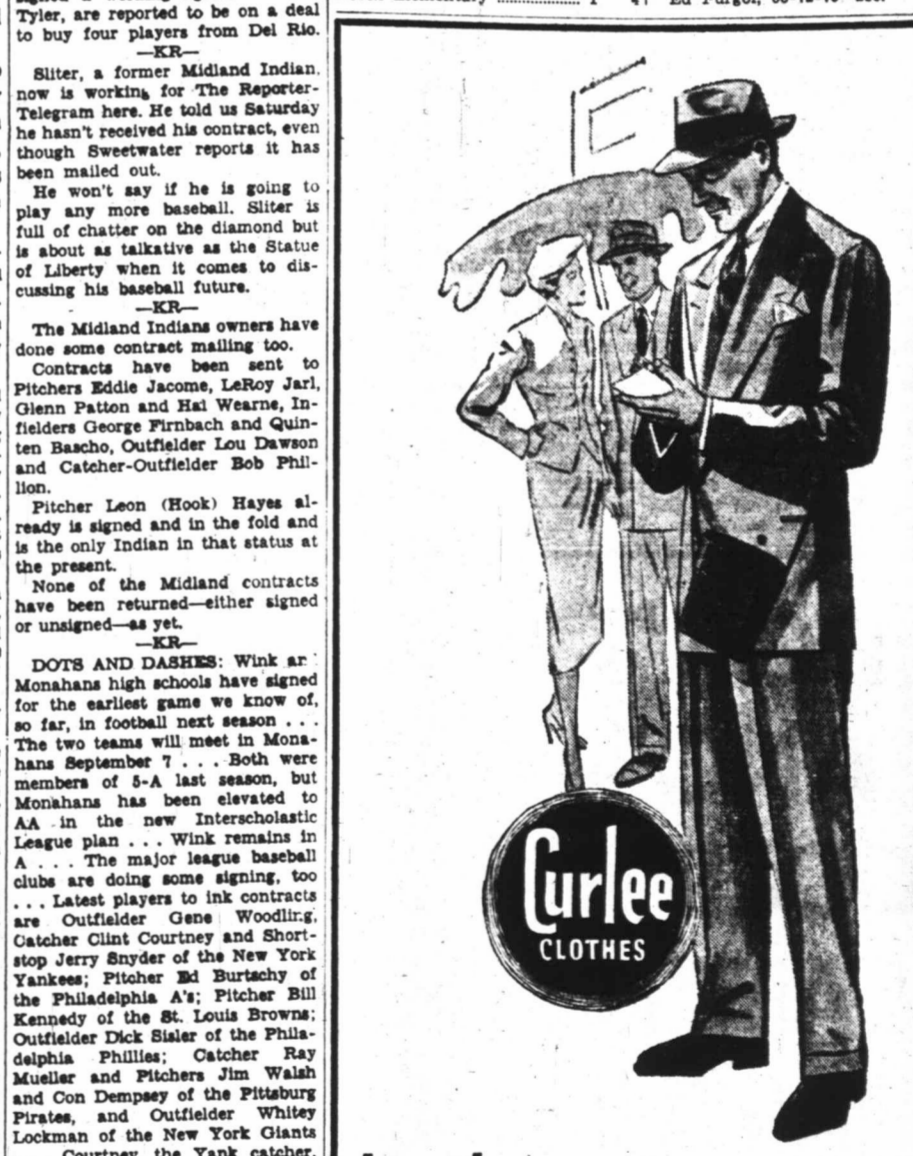 Tyler, are reported to be on a deal
to buy four players from Del Rio.
—KR—
Sliter, a former Midland Indian,
now is working for The Reporter-
Telegram here. He told us Saturday
he hasn't received his contract, even
though Sweetwater reports it has
been mailed out.
He won't say if he is going to
play any more baseball. Sliter is
full of chatter on the diamond but
is about as talkative as the Statue
of Liberty when it comes to dis-
cussing his baseball future.
—KR—
The Midland Indians owners have
done some contract mailing too.
Contracts have been sent to
Pitchers Eddie Jacome, LeRoy Jarl,
Glenn Patton and Hal Wearne, In-
fielders George Firnbach and Quin-
ten Bascho, Outfielder Lou Dawson
and Catcher-Outfielder Bob Phil-
lion.
Pitcher Leon (Hook) Hayes al-
ready is signed and in the fold and
is the only Indian in that status at
the present.
None of the Midland contracts
have been returned—either signed
or unsigned—as yet.
—KR—
DOTS AND DASHES: Wink
Monahans high schools have signed
for the earliest game we know of,
so far, in football next season . . .
The two teams will meet in Mona-
hans September 7 . . . Both were
members of 5-A last season, but
Monahans has been elevated to
AA in the new Interscholastic
League plan . . . Wink remains in
A . . . The major league baseball
clubs are doing some signing, too
. . . Latest players to ink contracts
are Outfielder Gene Woodling,
Catcher Clint Courtney and Short-
stop Jerry Snyder of the New York
Yankees; Pitcher Ed Burtschy of
the Philadelphia A's; Pitcher Bill
Kennedy of the St. Louis Browns;
Outfielder Dick Sisler of the Phila-
delphia Phillies; Catcher Ray
Mueller and Pitchers Jim Walsh
and Con Dempsey of the Pittsburg
Pirates, and Outfielder Whitey
Lockman of the New York Giants
Courtney, the Yank catcher,
Curlee
CLOTHES